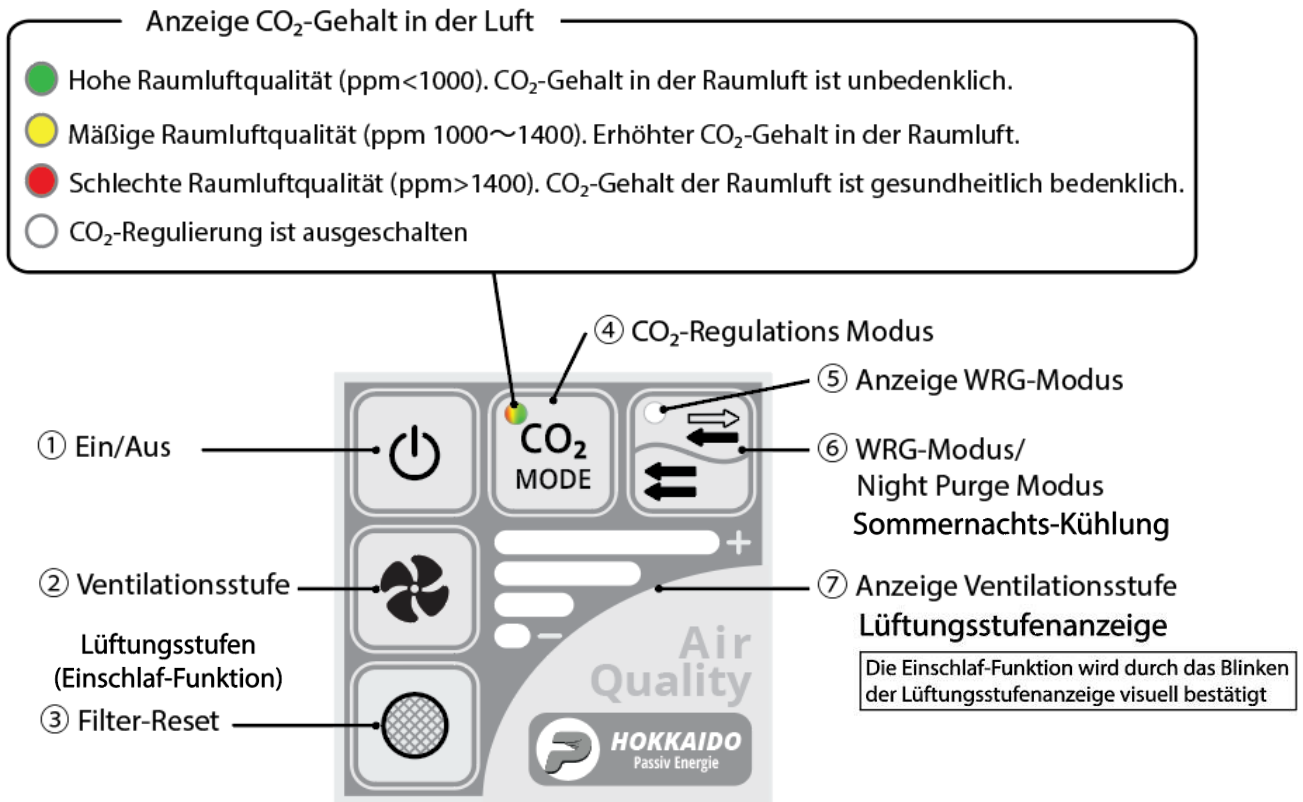 Anzeige CO₂-Gehalt in der Luft
Hohe Raumluftqualität (ppm<1000). CO₂-Gehalt in der Raumluft ist unbedenklich.
Mäßige Raumluftqualität (ppm 1000～1400). Erhöhter CO₂-Gehalt in der Raumluft.
Schlechte Raumluftqualität (ppm>1400). CO₂-Gehalt der Raumluft ist gesundheitlich bedenklich.
CO₂-Regulierung ist ausgeschalten
④ CO₂-Regulations Modus
⑤ Anzeige WRG-Modus
① Ein/Aus
CO₂
MODE
⑥ WRG-Modus/
Night Purge Modus
Sommernachts-Kühlung
+
② Ventilationsstufe
Lüftungsstufen
(Einschlaf-Funktion)
③ Filter-Reset
−
⑦ Anzeige Ventilationsstufe
Lüftungsstufenanzeige
Die Einschlaf-Funktion wird durch das Blinken
der Lüftungsstufenanzeige visuell bestätigt
Air
Quality
HOKKAIDO
Passiv Energie